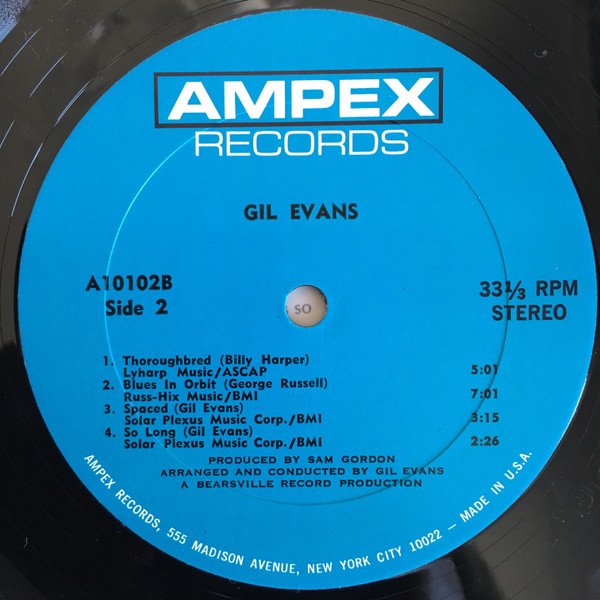 AMPEX
RECORDS
GIL EVANS
A10102B
Side 2
33⅓ RPM
STEREO
SO
1. Thoroughbred (Billy Harper)
Lyharp Music/ASCAP 5:01
2. Blues In Orbit (George Russell)
Russ-Hix Music/BMI 7:01
3. Spaced (Gil Evans)
Solar Plexus Music Corp./BMI 3:15
4. So Long (Gil Evans)
Solar Plexus Music Corp./BMI 2:26
PRODUCED BY SAM GORDON
ARRANGED AND CONDUCTED BY GIL EVANS
A BEARSVILLE RECORD PRODUCTION
AMPEX RECORDS, 555 MADISON AVENUE, NEW YORK CITY 10022 — MADE IN U.S.A.